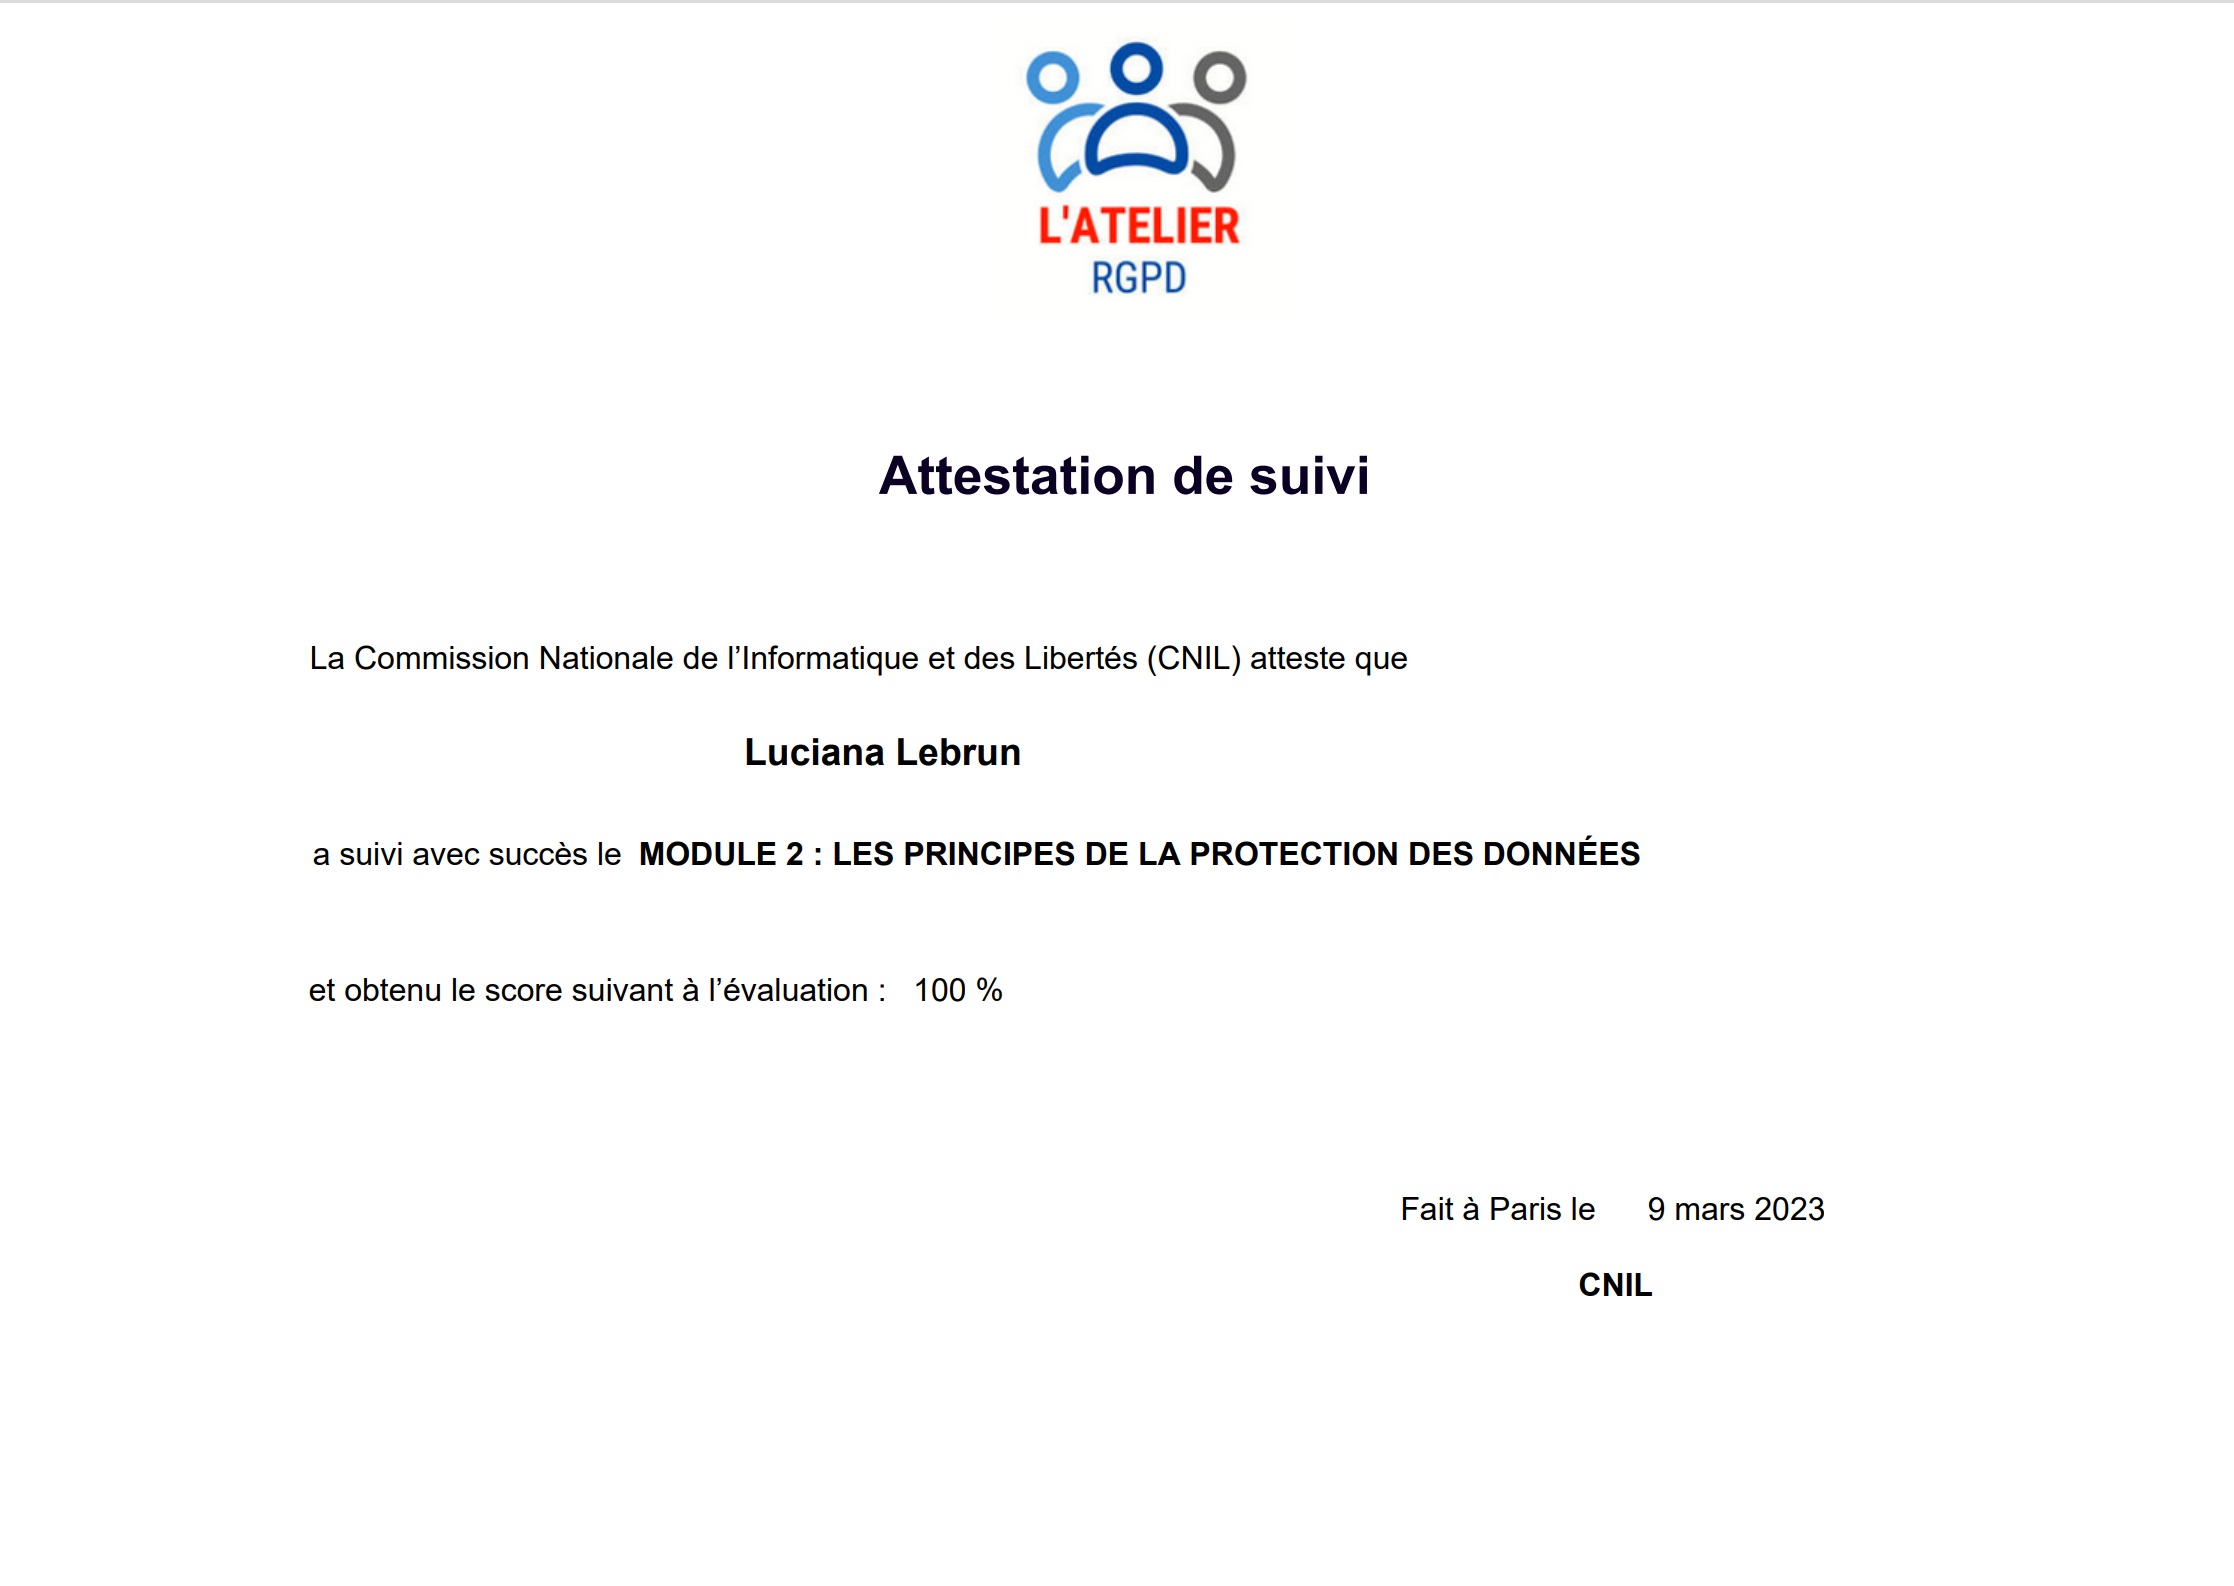 L'ATELIER
RGPD
Attestation de suivi
La Commission Nationale de l’Informatique et des Libertés (CNIL) atteste que
Luciana Lebrun
a suivi avec succès le MODULE 2 : LES PRINCIPES DE LA PROTECTION DES DONNÉES
et obtenu le score suivant à l’évaluation : 100 %
Fait à Paris le 9 mars 2023
CNIL